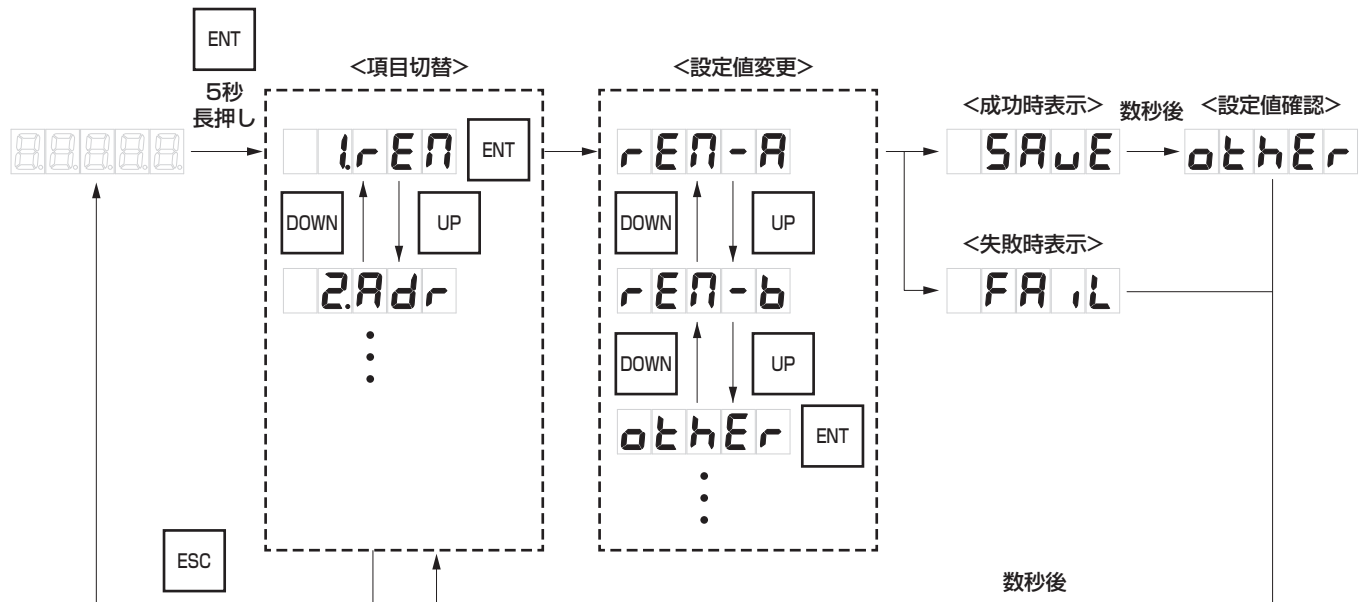 ENT
5秒
長押し
<項目切替>
1.rEM
ENT
DOWN
UP
2.Adr
<設定値変更>
rEM-A
DOWN
UP
rEM-b
DOWN
UP
othEr
ENT
<成功時表示>
SAvE
数秒後
<設定値確認>
othEr
<失敗時表示>
FAiL
ESC
数秒後